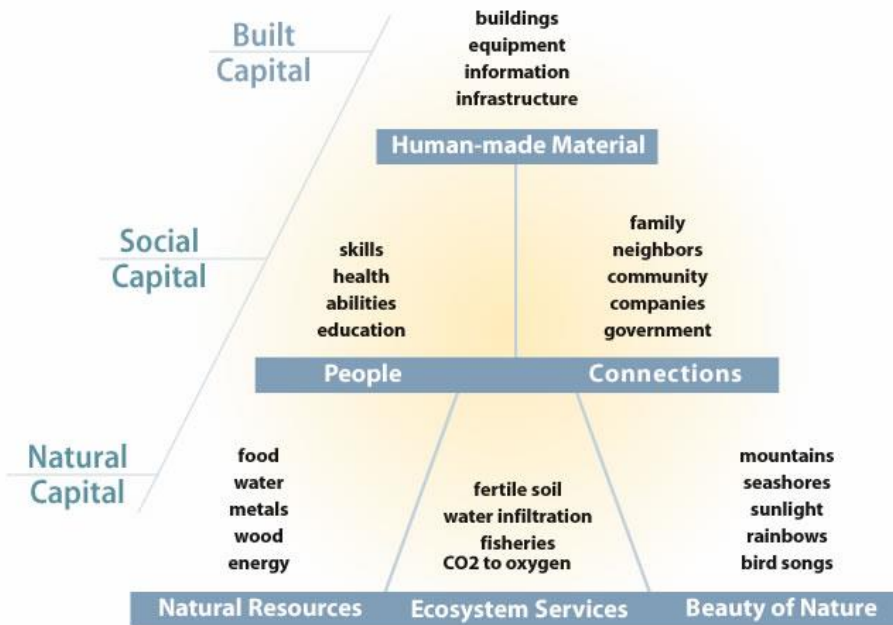 Built
Capital
buildings
equipment
information
infrastructure
Human-made Material
Social
Capital
skills
health
abilities
education
family
neighbors
community
companies
government
People
Connections
Natural
Capital
food
water
metals
wood
energy
fertile soil
water infiltration
fisheries
CO2 to oxygen
mountains
seashores
sunlight
rainbows
bird songs
Natural Resources
Ecosystem Services
Beauty of Nature